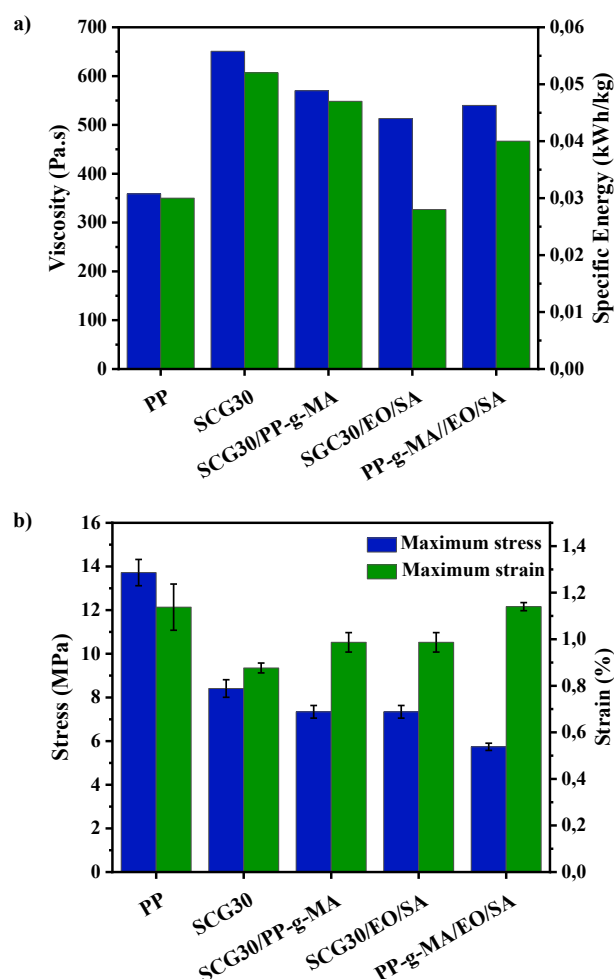 a)
700
600
500
400
300
200
100
0
Viscosity (Pa.s)
0,06
0,05
0,04
0,03
0,02
0,01
0,00
Specific Energy (kWh/kg)
PP
SCG30
SCG30/PP-g-MA
SGC30/EO/SA
PP-g-MA//EO/SA
b)
16
14
12
10
8
6
4
2
0
Stress (MPa)
Maximum stress
Maximum strain
1,4
1,2
1,0
0,8
0,6
0,4
0,2
0,0
Strain (%)
PP
SCG30
SCG30/PP-g-MA
SCG30/EO/SA
PP-g-MA/EO/SA